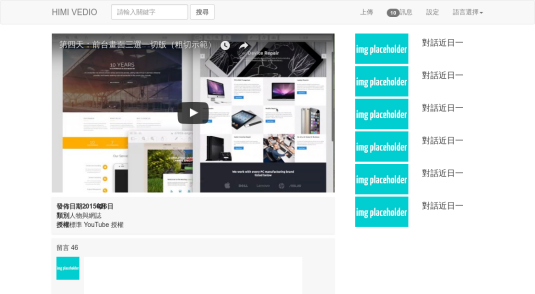 HIMI VEDIO
請輸入關鍵字
搜尋
上傳
10 訊息
設定
語言選擇
第四天：前台畫面三選一切版（粗切示範）
10 YEARS
Device Repair
發佈日期2015年6月6日
類別人物與網誌
授權標準 YouTube 授權
留言 46
img placeholder
img placeholder
對話近日一
img placeholder
對話近日一
img placeholder
對話近日一
img placeholder
對話近日一
img placeholder
對話近日一
img placeholder
對話近日一